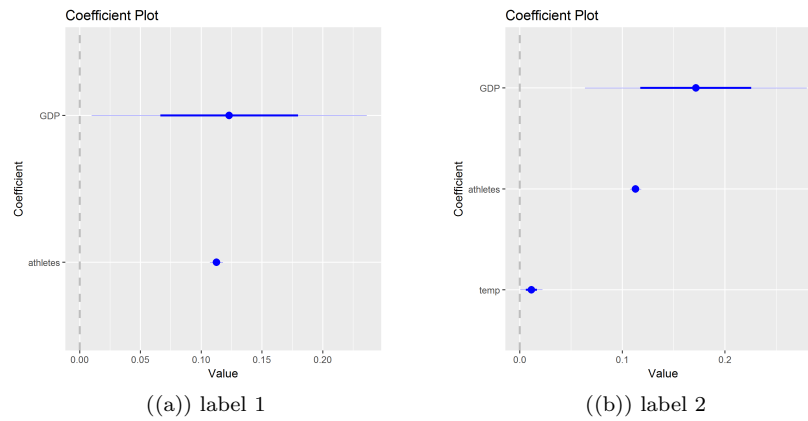 Coefficient Plot
GDP
athletes
Coefficient
0.00 0.05 0.10 0.15 0.20
Value
((a)) label 1
Coefficient Plot
GDP
athletes
temp
Coefficient
0.0 0.1 0.2
Value
((b)) label 2